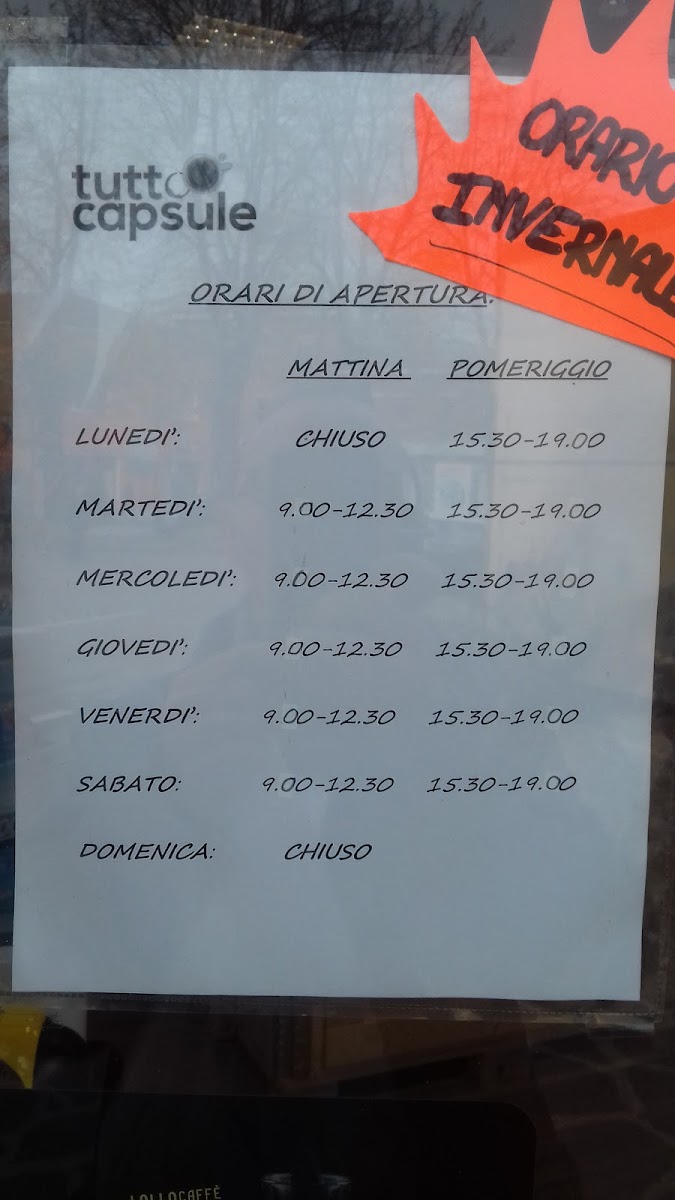 tutto
capsule
ORARIO
INVERNALE
ORARI DI APERTURA:
MATTINA POMERIGGIO
LUNEDI': CHIUSO 15.30-19.00
MARTEDI': 9.00-12.30 15.30-19.00
MERCOLEDI': 9.00-12.30 15.30-19.00
GIOVEDI': 9.00-12.30 15.30-19.00
VENERDI': 9.00-12.30 15.30-19.00
SABATO: 9.00-12.30 15.30-19.00
DOMENICA: CHIUSO
LOLLOCAFFÈ